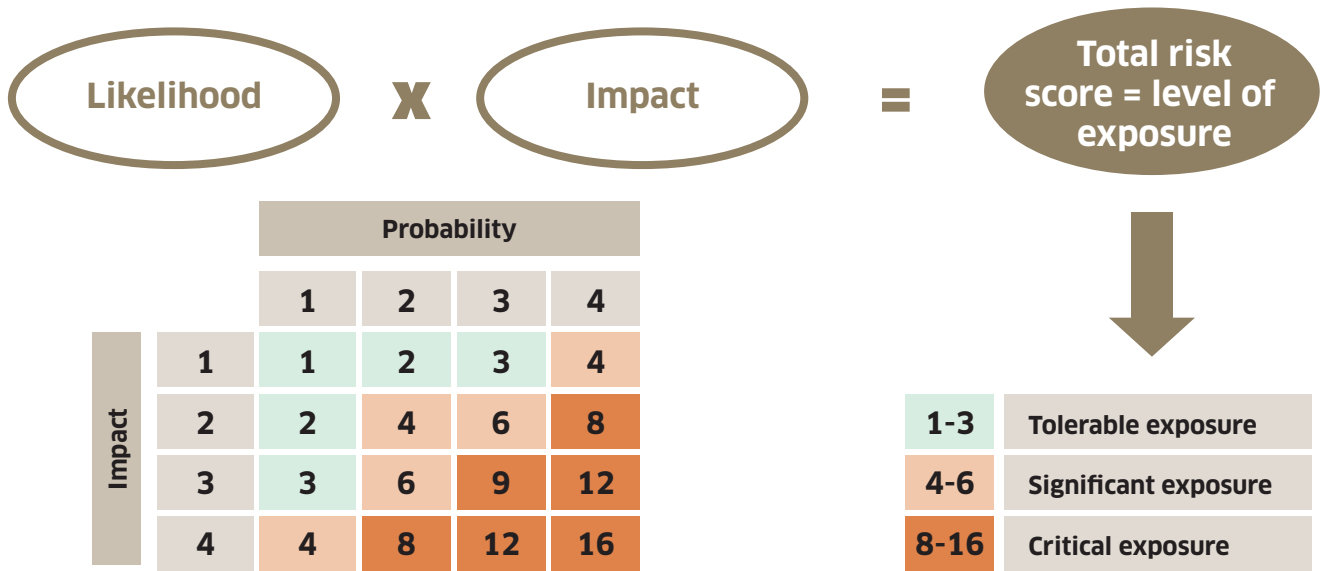 Likelihood
X
Impact
=
Total risk
score = level of
exposure
Probability
1 2 3 4
Impact
1 1 2 3 4
2 2 4 6 8
3 3 6 9 12
4 4 8 12 16
1-3 Tolerable exposure
4-6 Significant exposure
8-16 Critical exposure